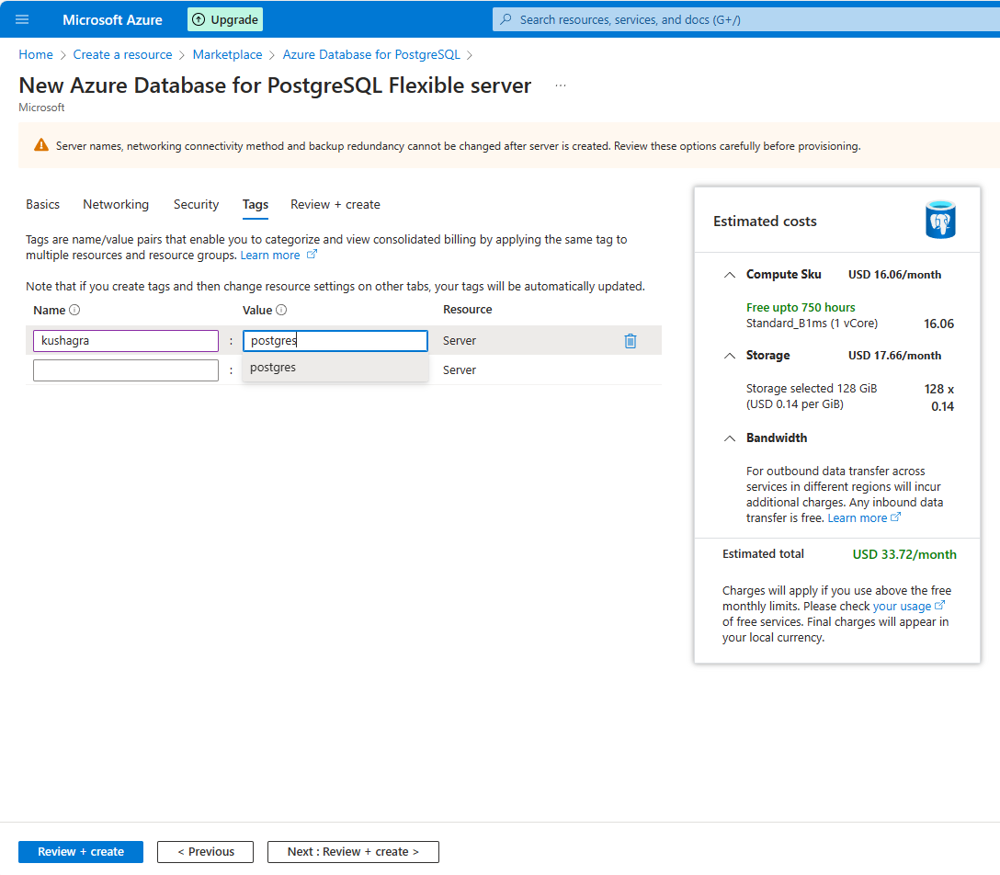 Microsoft Azure
Upgrade
Search resources, services, and docs (G+/)
Home > Create a resource > Marketplace > Azure Database for PostgreSQL >
New Azure Database for PostgreSQL Flexible server ...
Microsoft
Server names, networking connectivity method and backup redundancy cannot be changed after server is created. Review these options carefully before provisioning.
Basics Networking Security Tags Review + create
Tags are name/value pairs that enable you to categorize and view consolidated billing by applying the same tag to
multiple resources and resource groups. Learn more
Note that if you create tags and then change resource settings on other tabs, your tags will be automatically updated.
Name Value Resource
kushagra : postgres Server
postgres
: Server
Estimated costs
Compute Sku USD 16.06/month
Free upto 750 hours
Standard_B1ms (1 vCore) 16.06
Storage USD 17.66/month
Storage selected 128 GiB 128 x
(USD 0.14 per GiB) 0.14
Bandwidth
For outbound data transfer across
services in different regions will incur
additional charges. Any inbound data
transfer is free. Learn more
Estimated total USD 33.72/month
Charges will apply if you use above the free
monthly limits. Please check your usage
of free services. Final charges will appear in
your local currency.
Review + create
< Previous
Next : Review + create >